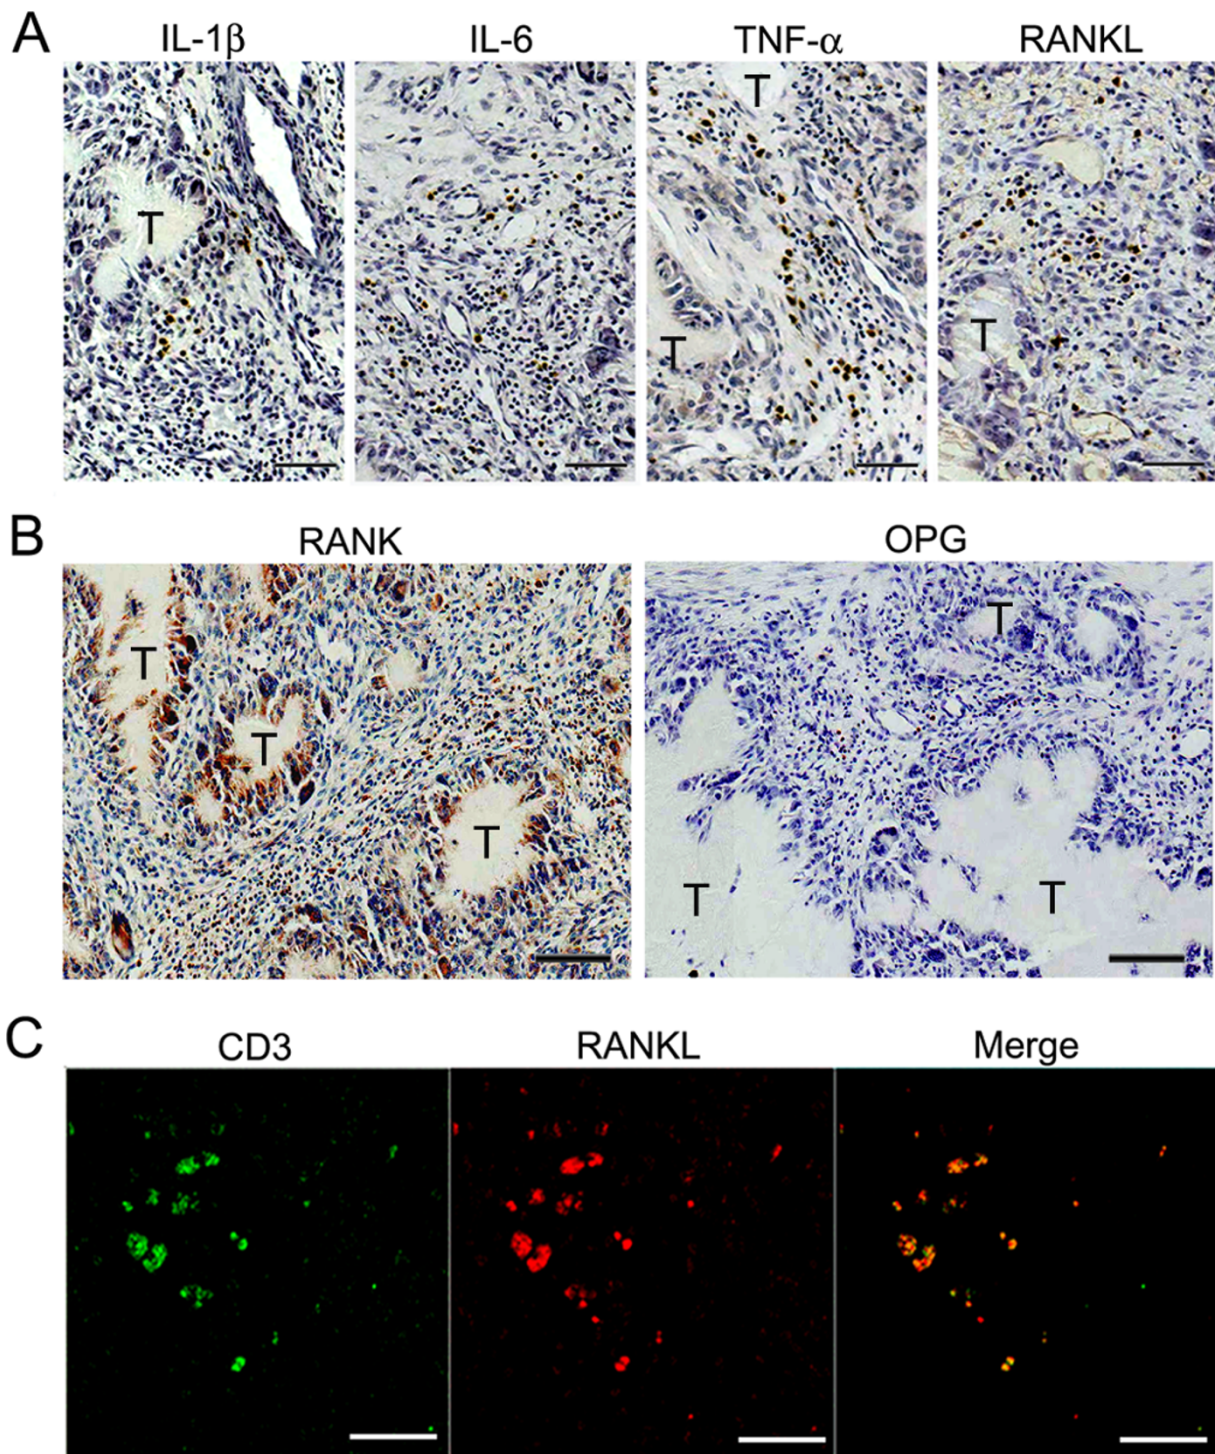 A
IL-1β IL-6 TNF-α RANKL
T T T T
B
RANK OPG
T T T T T T
C
CD3 RANKL Merge